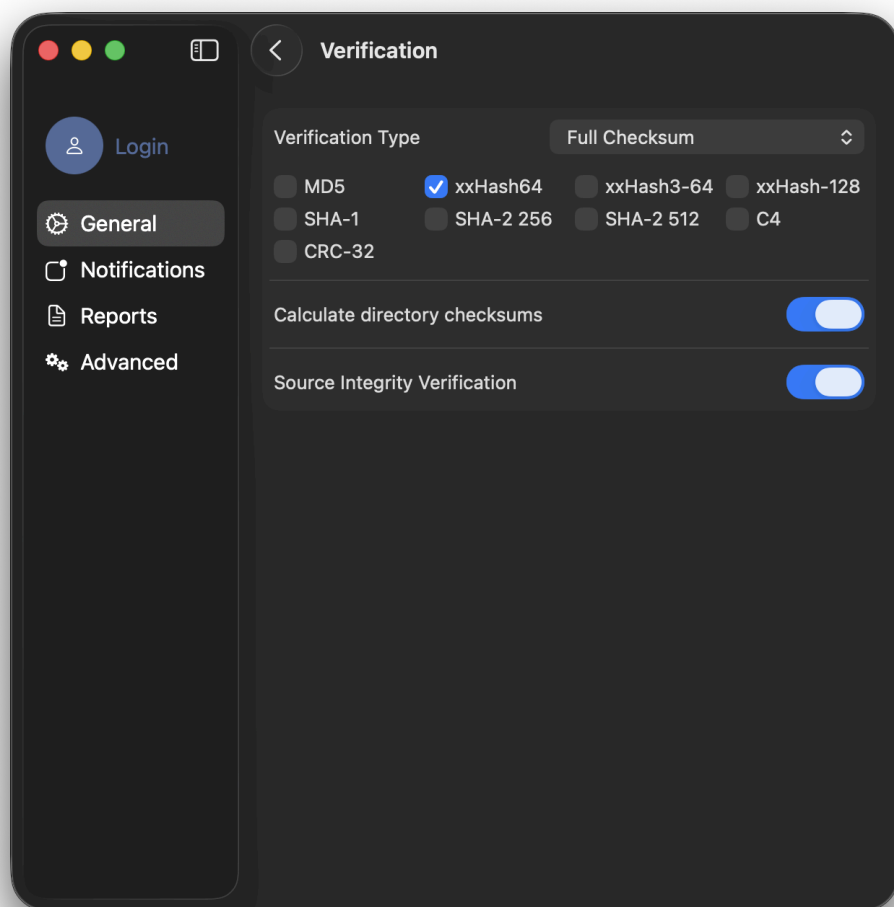 Verification
Login
General
Notifications
Reports
Advanced
Verification Type Full Checksum
MD5 xxHash64 xxHash3-64 xxHash-128
SHA-1 SHA-2 256 SHA-2 512 C4
CRC-32
Calculate directory checksums
Source Integrity Verification